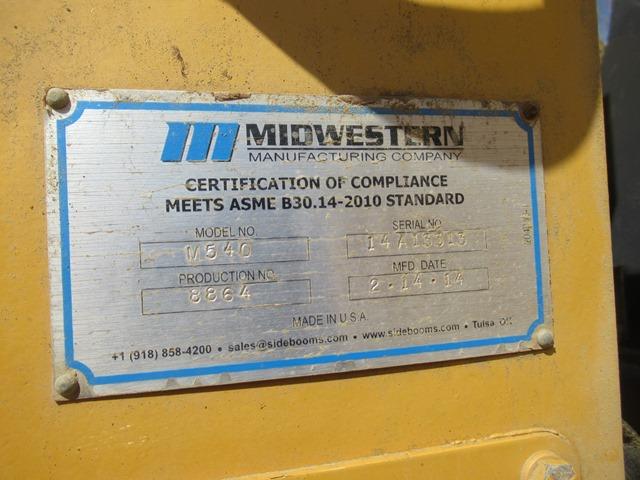 MIDWESTERN
MANUFACTURING COMPANY
CERTIFICATION OF COMPLIANCE
MEETS ASME B30.14-2010 STANDARD
MODEL NO. SERIAL NO.
M540 14A13313
PRODUCTION NO. MFD DATE
8864 2-14-14
MADE IN U.S.A.
+1 (918) 858-4200 • sales@sidebooms.com • www.sidebooms.com • Tulsa, OK